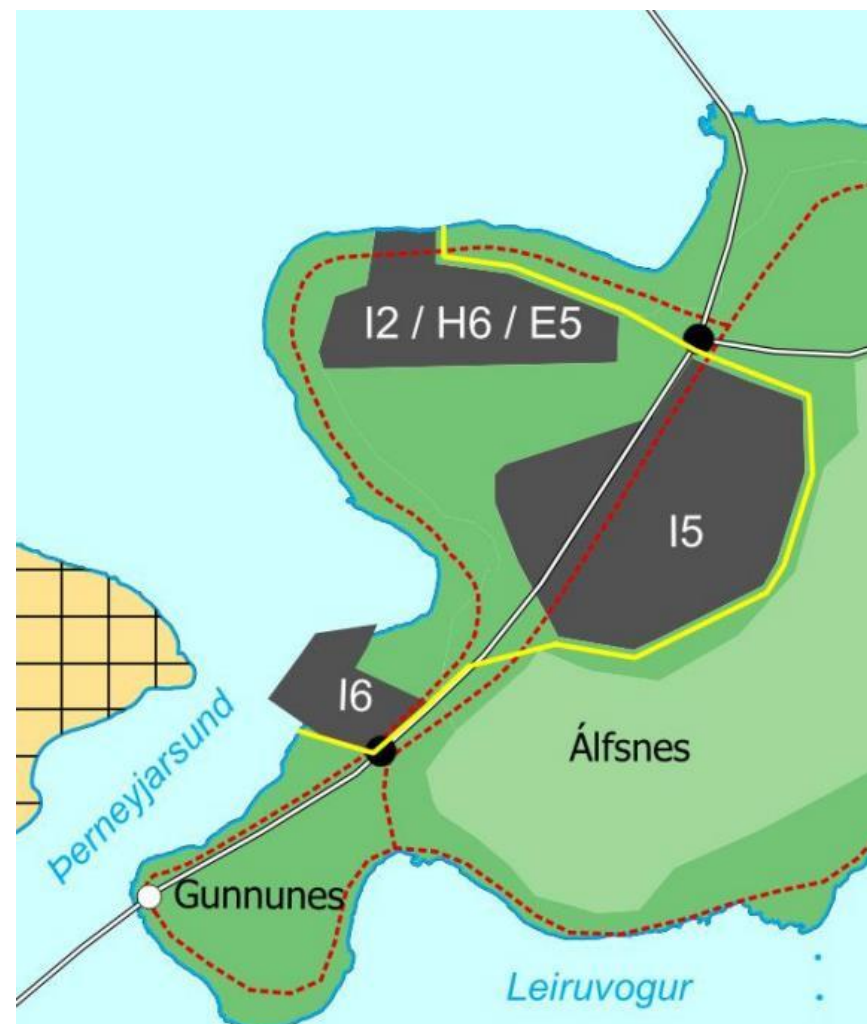 I2 / H6 / E5
I5
I6
Álfsnes
Þerneyjarsund
Gunnunes
Leiruvogur